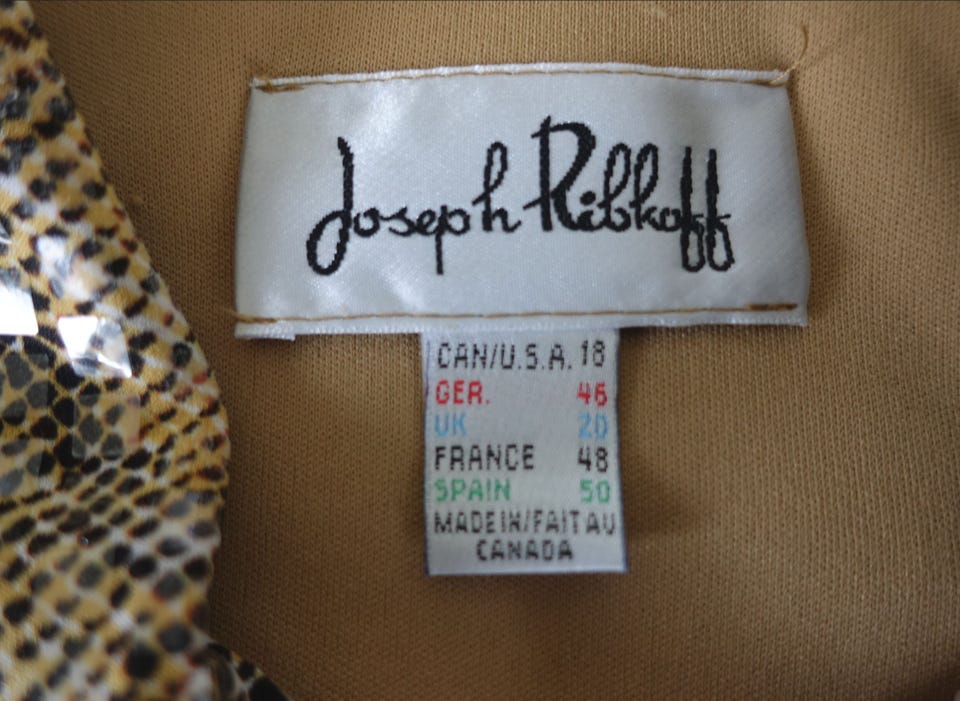 Joseph Ribkoff
CAN/U.S.A. 18
GER. 46
UK 20
FRANCE 48
SPAIN 50
MADE IN/FAIT AU
CANADA